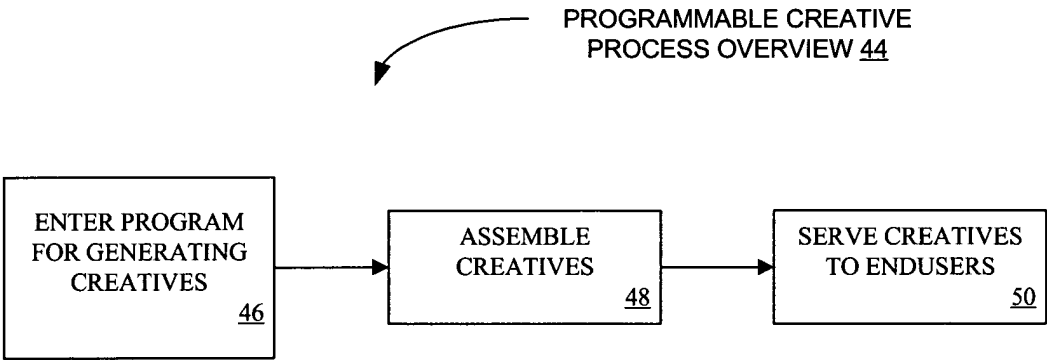 PROGRAMMABLE CREATIVE
PROCESS OVERVIEW 44
ENTER PROGRAM
FOR GENERATING
CREATIVES
46
ASSEMBLE
CREATIVES
48
SERVE CREATIVES
TO ENDUSERS
50